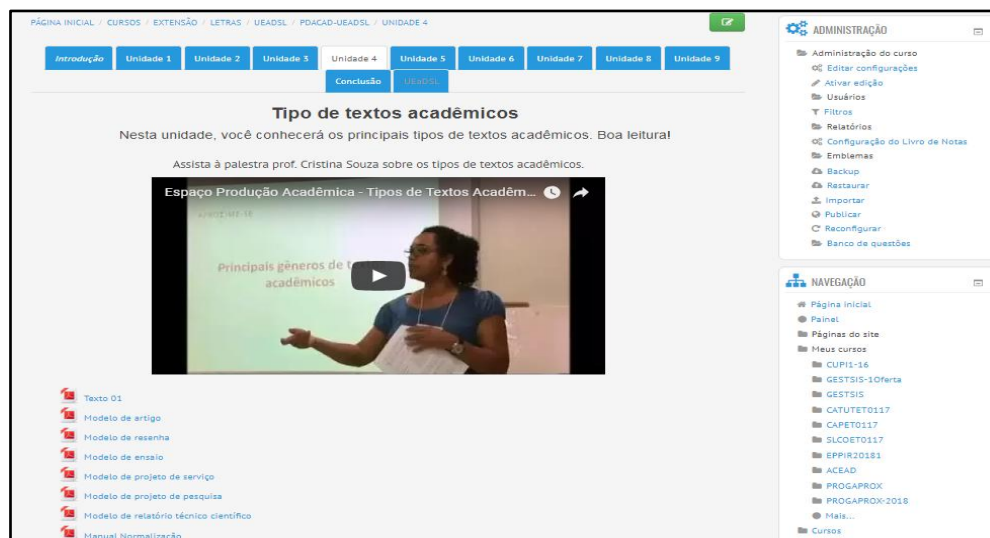 PÁGINA INICIAL / CURSOS / EXTENSÃO / LETRAS / UEADSL / PDACAD-UEADSL / UNIDADE 4
Introdução Unidade 1 Unidade 2 Unidade 3 Unidade 4 Unidade 5 Unidade 6 Unidade 7 Unidade 8 Unidade 9
Conclusão UEADSL
Tipo de textos acadêmicos
Nesta unidade, você conhecerá os principais tipos de textos acadêmicos. Boa leitura!
Assista à palestra prof. Cristina Souza sobre os tipos de textos acadêmicos.
Espaço Produção Acadêmica - Tipos de Textos Acadêm...
Principais gêneros de
acadêmicos
Texto 01
Modelo de artigo
Modelo de resenha
Modelo de ensaio
Modelo de projeto de serviço
Modelo de projeto de pesquisa
Modelo de relatório técnico científico
Manual Normalização
ADMINISTRAÇÃO
Administração do curso
Editar configurações
Ativar edição
Usuários
Filtros
Relatórios
Configuração do Livro de Notas
Emblemas
Backup
Restaurar
Importar
Publicar
Reconfigurar
Banco de questões
NAVEGAÇÃO
Página inicial
Painel
Páginas do site
Meus cursos
CUPI1-16
GESTSIS-1Oferta
GESTSIS
CATUTET0117
CAPET0117
SLCOET0117
EPPIR20181
ACEAD
PROGAPROX
PROGAPROX-2018
Mais...
Cursos